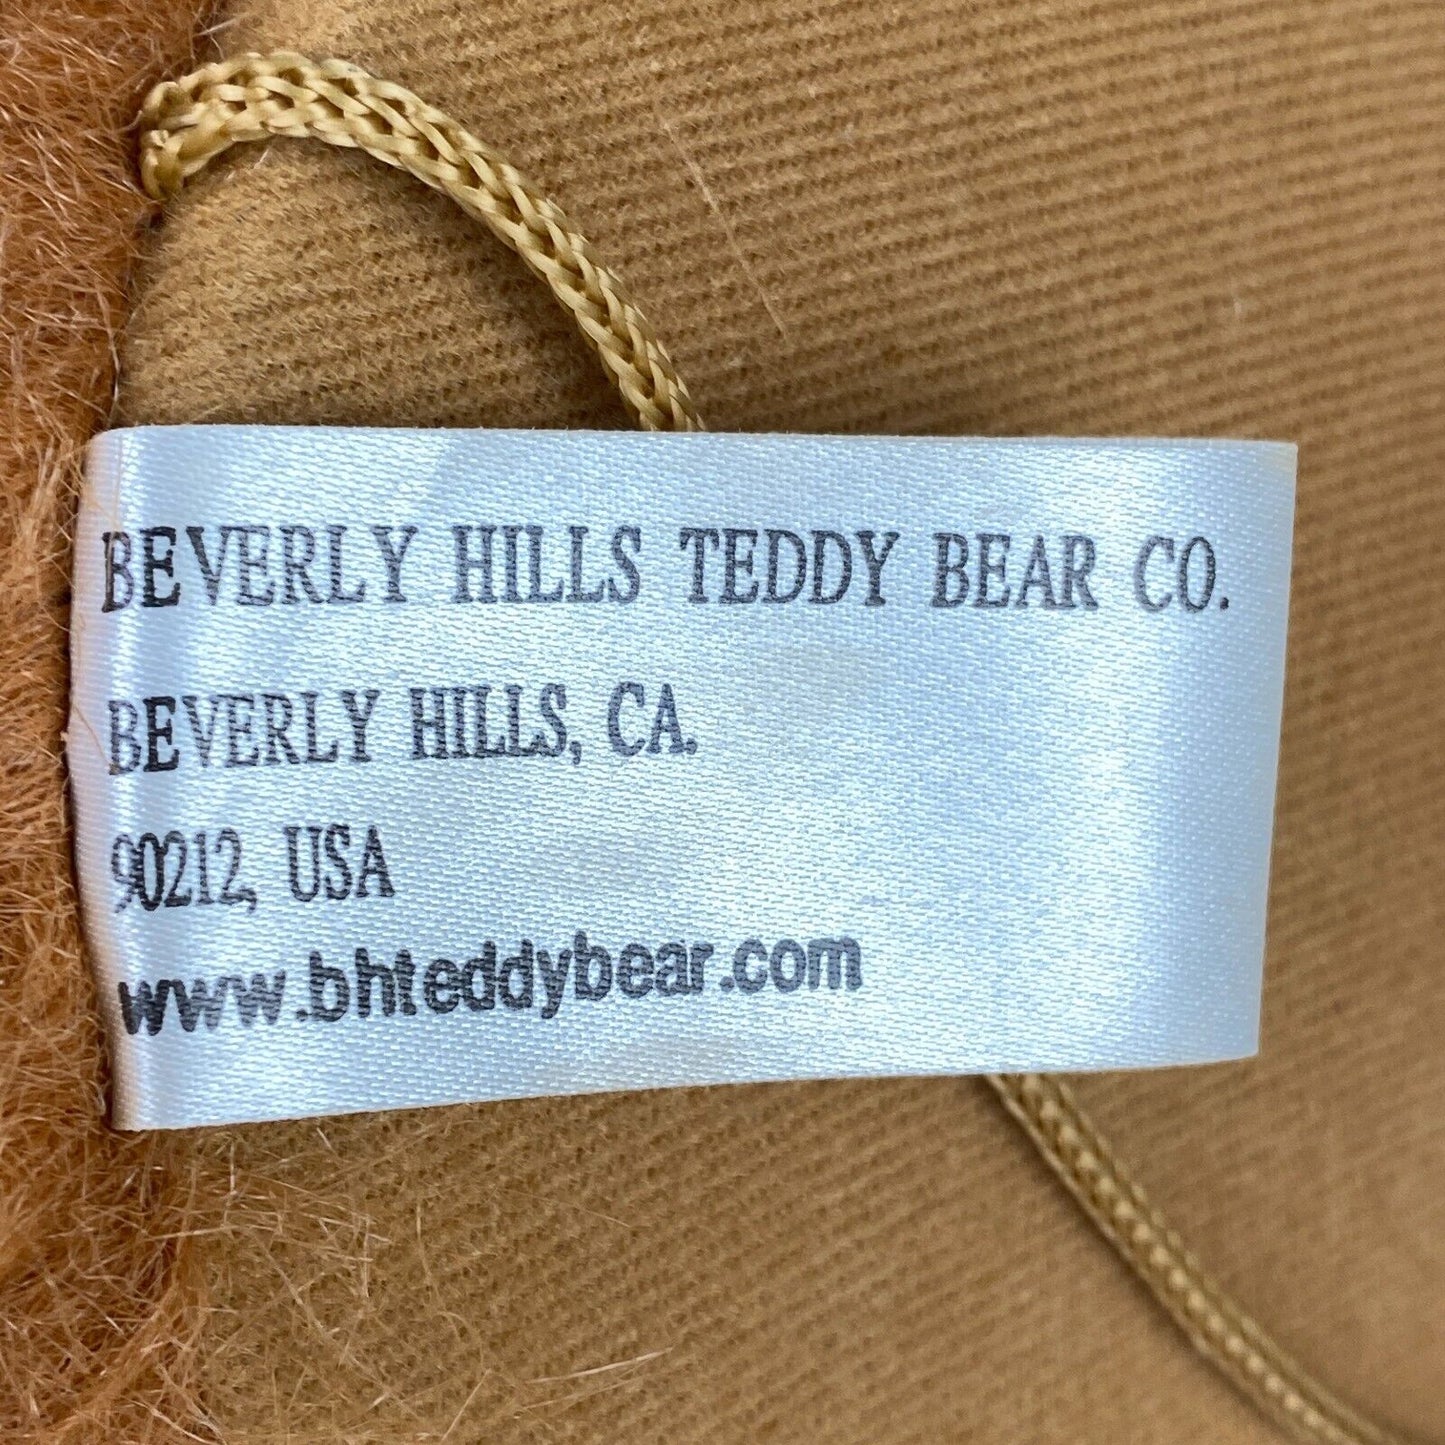 BEVERLY HILLS TEDDY BEAR CO.
BEVERLY HILLS, CA.
90212, USA
www.bhteddybear.com